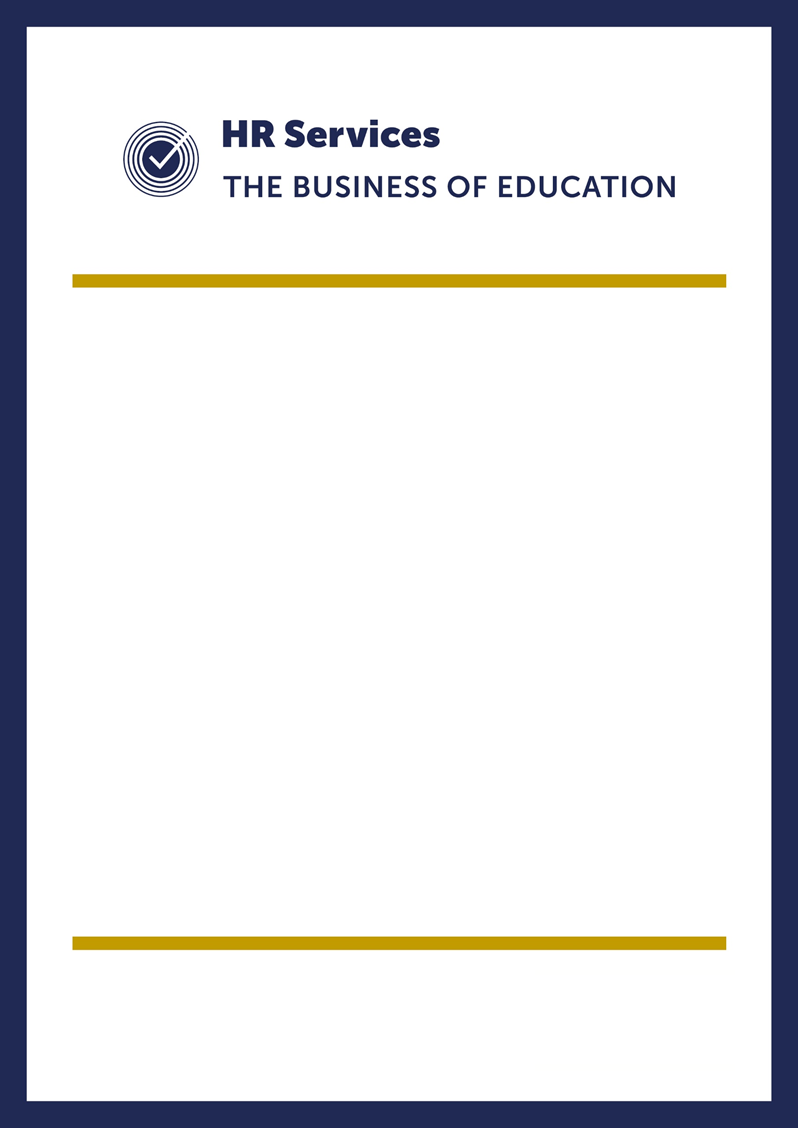 HR Services
THE BUSINESS OF EDUCATION